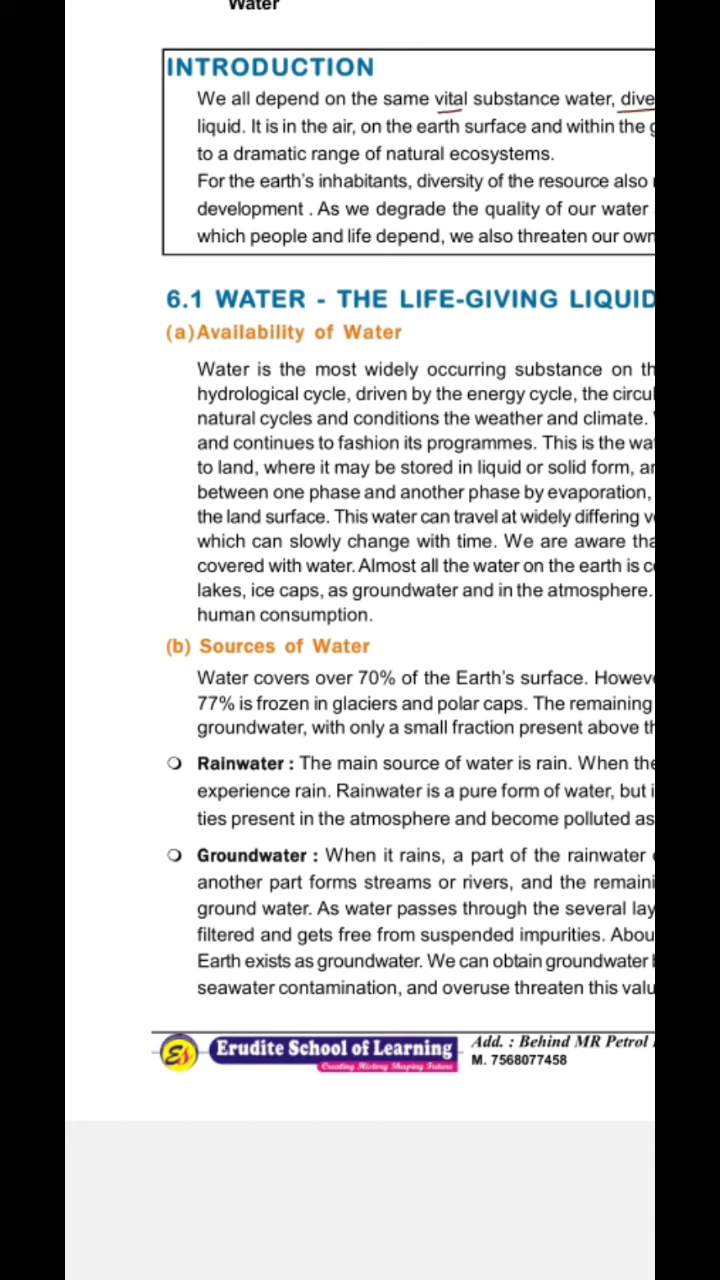 Water
INTRODUCTION
We all depend on the same vital substance water, dive
liquid. It is in the air, on the earth surface and within the
to a dramatic range of natural ecosystems.
For the earth's inhabitants, diversity of the resource also
development . As we degrade the quality of our water
which people and life depend, we also threaten our own
6.1 WATER - THE LIFE-GIVING LIQUID
(a) Availability of Water
Water is the most widely occurring substance on th
hydrological cycle, driven by the energy cycle, the circul
natural cycles and conditions the weather and climate.
and continues to fashion its programmes. This is the wa
to land, where it may be stored in liquid or solid form, ar
between one phase and another phase by evaporation,
the land surface. This water can travel at widely differing v
which can slowly change with time. We are aware tha
covered with water. Almost all the water on the earth is c
lakes, ice caps, as groundwater and in the atmosphere.
human consumption.
(b) Sources of Water
Water covers over 70% of the Earth's surface. Howeve
77% is frozen in glaciers and polar caps. The remaining
groundwater, with only a small fraction present above th
Rainwater : The main source of water is rain. When the
experience rain. Rainwater is a pure form of water, but i
ties present in the atmosphere and become polluted as
Groundwater : When it rains, a part of the rainwater
another part forms streams or rivers, and the remaini
ground water. As water passes through the several lay
filtered and gets free from suspended impurities. Abou
Earth exists as groundwater. We can obtain groundwater
seawater contamination, and overuse threaten this valu
Es Erudite School of Learning Add. : Behind MR Petrol
Creating History Shaping Future M. 7568077458